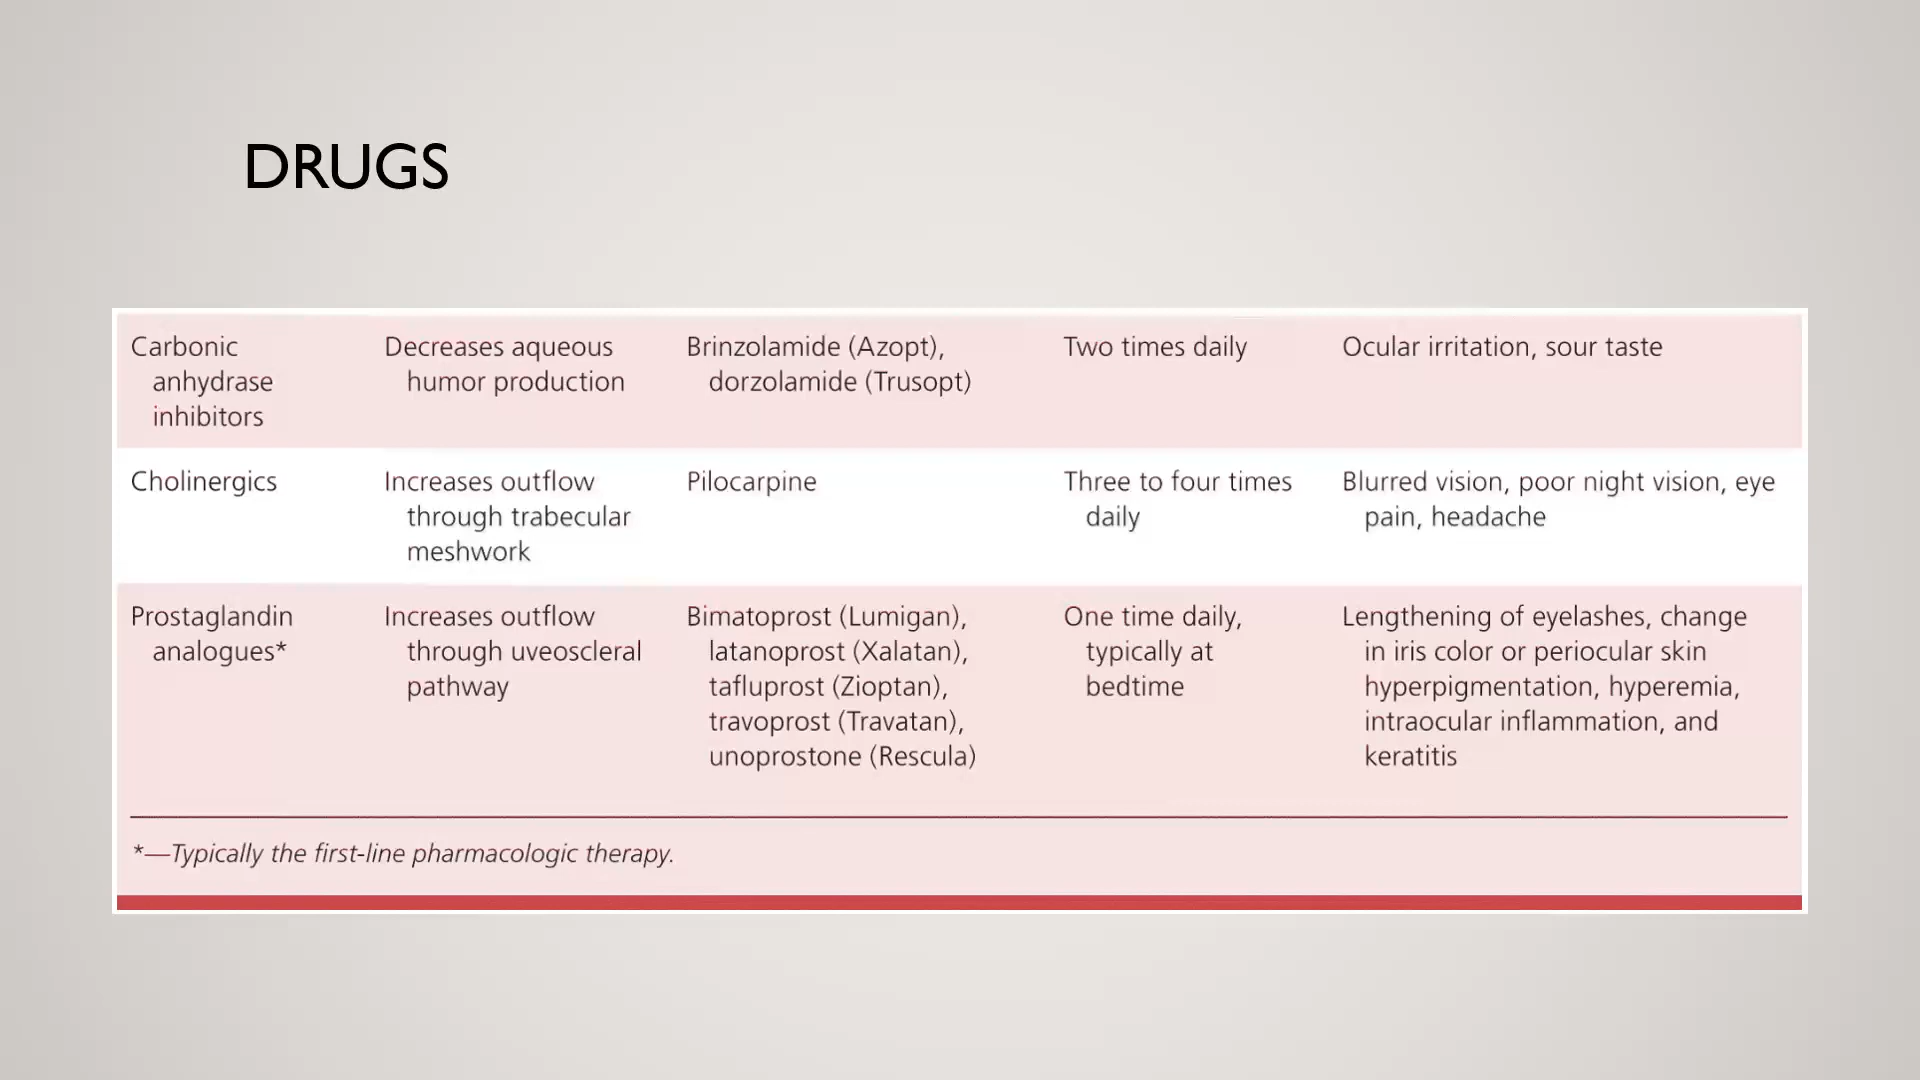 DRUGS
Carbonic
anhydrase
inhibitors
Decreases aqueous
humor production
Brinzolamide (Azopt),
dorzolamide (Trusopt)
Two times daily
Ocular irritation, sour taste
Cholinergics
Increases outflow
through trabecular
meshwork
Pilocarpine
Three to four times
daily
Blurred vision, poor night vision, eye
pain, headache
Prostaglandin
analogues*
Increases outflow
through uveoscleral
pathway
Bimatoprost (Lumigan),
latanoprost (Xalatan),
tafluprost (Zioptan),
travoprost (Travatan),
unoprostone (Rescula)
One time daily,
typically at
bedtime
Lengthening of eyelashes, change
in iris color or periocular skin
hyperpigmentation, hyperemia,
intraocular inflammation, and
keratitis
*—Typically the first-line pharmacologic therapy.